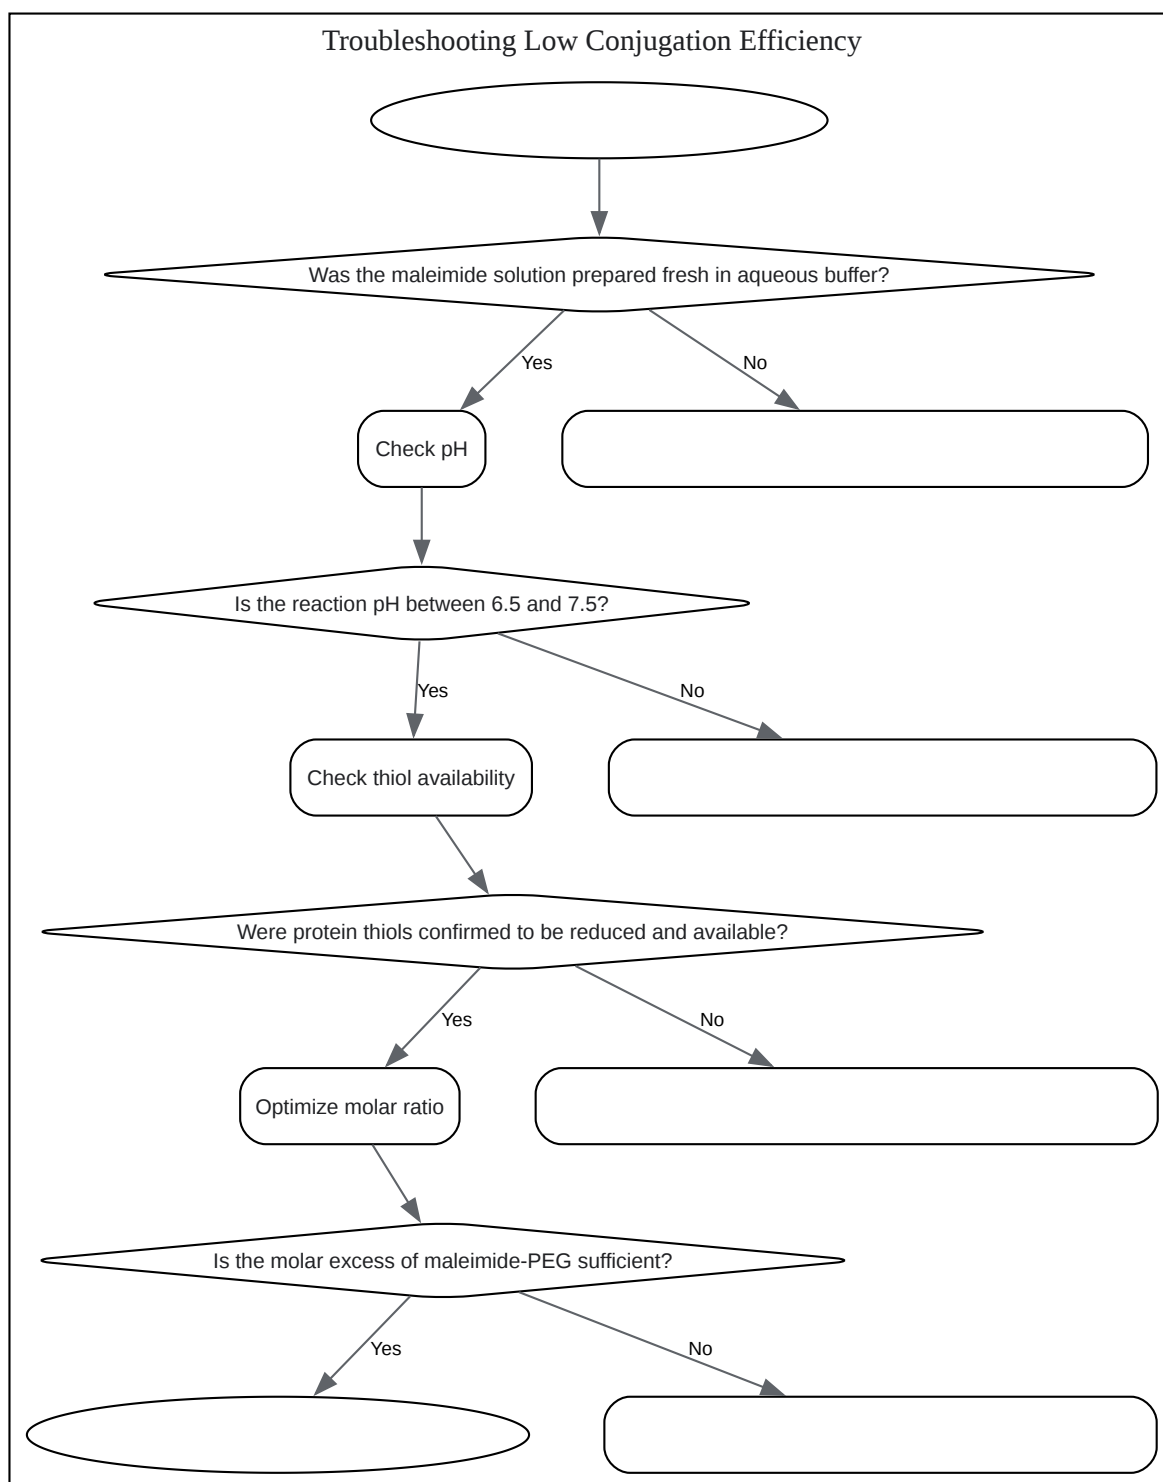 Troubleshooting Low Conjugation Efficiency
Was the maleimide solution prepared fresh in aqueous buffer?
Yes
No
Check pH
Is the reaction pH between 6.5 and 7.5?
Yes
No
Check thiol availability
Were protein thiols confirmed to be reduced and available?
Yes
No
Optimize molar ratio
Is the molar excess of maleimide-PEG sufficient?
Yes
No